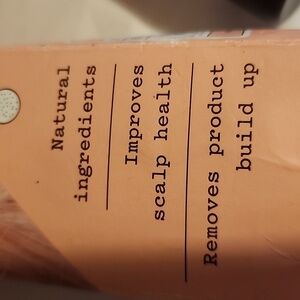 Natural
ingredients
Improves
scalp health
Removes product
build up